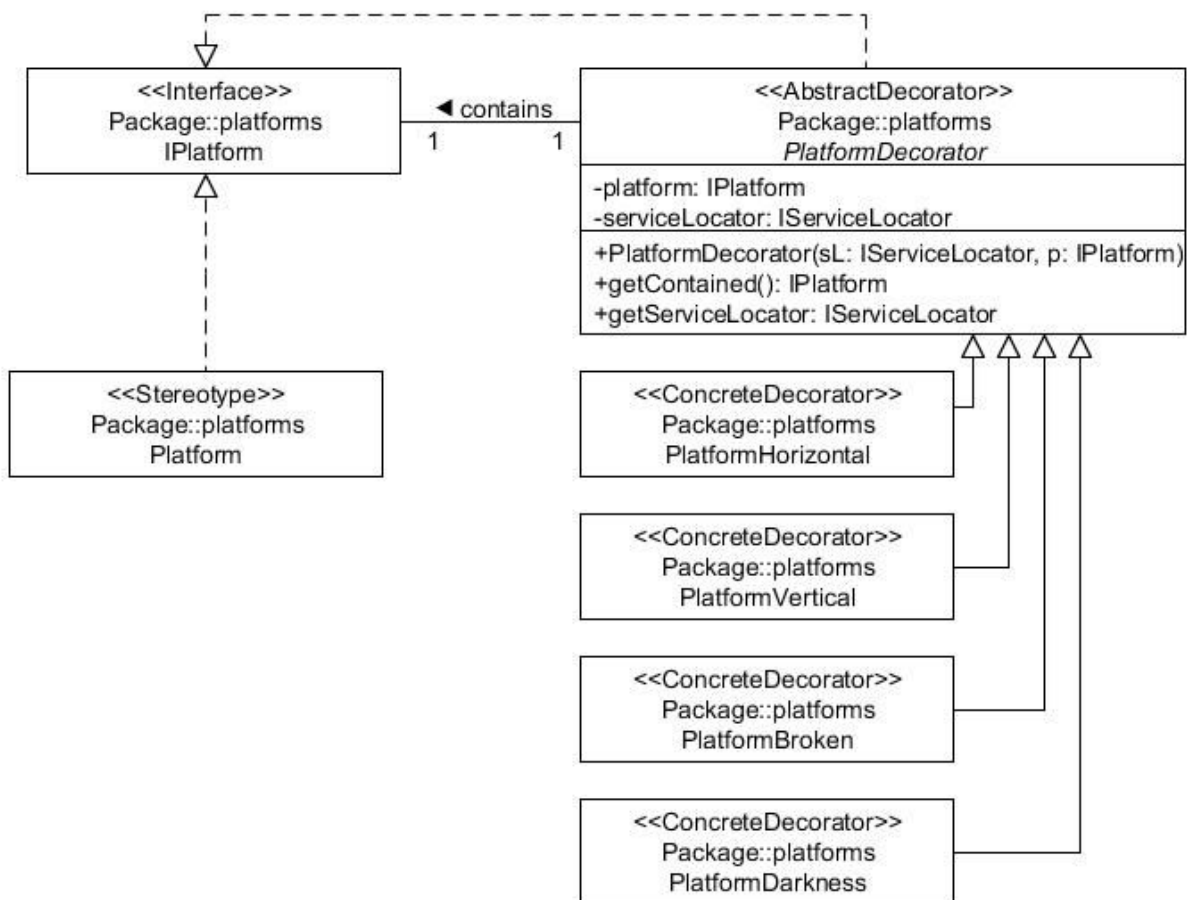 <<Interface>>
Package::platforms
IPlatform
◄ contains
1
1
<<AbstractDecorator>>
Package::platforms
PlatformDecorator
-platform: IPlatform
-serviceLocator: IServiceLocator
+PlatformDecorator(sL: IServiceLocator, p: IPlatform)
+getContained(): IPlatform
+getServiceLocator: IServiceLocator
<<Stereotype>>
Package::platforms
Platform
<<ConcreteDecorator>>
Package::platforms
PlatformHorizontal
<<ConcreteDecorator>>
Package::platforms
PlatformVertical
<<ConcreteDecorator>>
Package::platforms
PlatformBroken
<<ConcreteDecorator>>
Package::platforms
PlatformDarkness